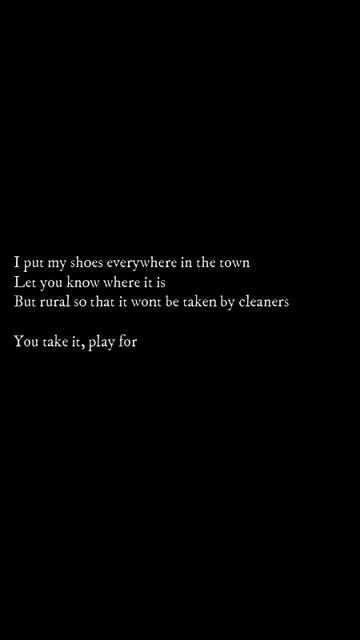 I put my shoes everywhere in the town
Let you know where it is
But rural so that it wont be taken by cleaners
You take it, play for